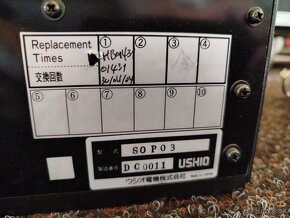 Replacement
Times
交換回数
① ② ③ ④
01431
⑤ ⑥ ⑦ ⑧ ⑨ ⑩
型式 SOP03
製造番号 DC0011
USHIO
ウシオ電機株式会社